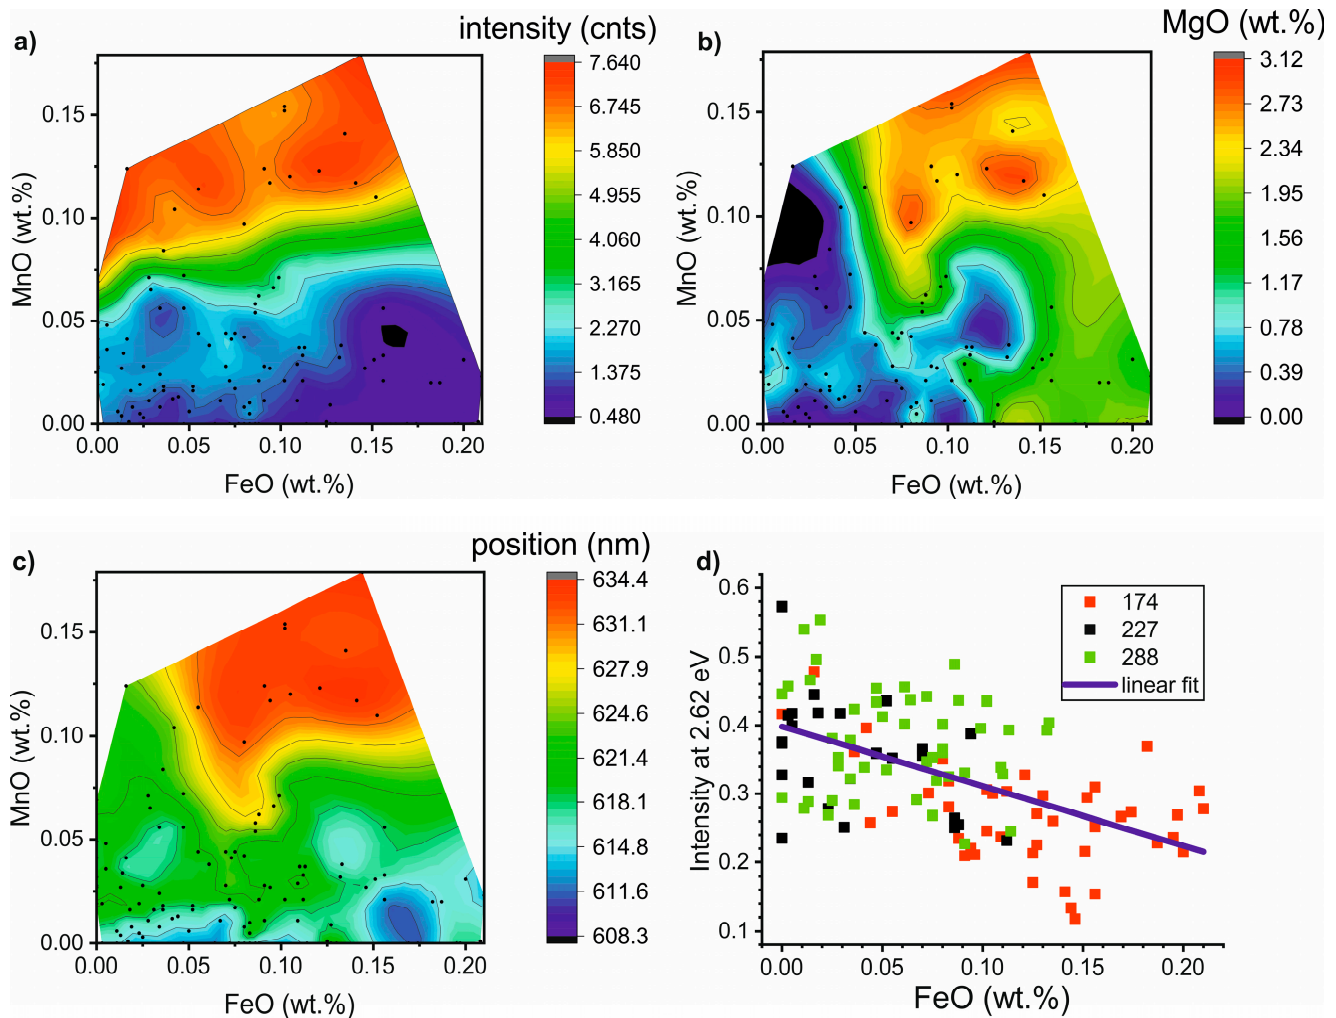 a)
intensity (cnts)
7.640
6.745
5.850
4.955
4.060
3.165
2.270
1.375
0.480
MnO (wt.%)
0.15
0.10
0.05
0.00
0.00 0.05 0.10 0.15 0.20
FeO (wt.%)
b)
MgO (wt.%)
3.12
2.73
2.34
1.95
1.56
1.17
0.78
0.39
0.00
MnO (wt.%)
0.15
0.10
0.05
0.00
0.00 0.05 0.10 0.15 0.20
FeO (wt.%)
c)
position (nm)
634.4
631.1
627.9
624.6
621.4
618.1
614.8
611.6
608.3
MnO (wt.%)
0.15
0.10
0.05
0.00
0.00 0.05 0.10 0.15 0.20
FeO (wt.%)
d)
174
227
288
linear fit
Intensity at 2.62 eV
0.6
0.5
0.4
0.3
0.2
0.1
0.00 0.05 0.10 0.15 0.20
FeO (wt.%)